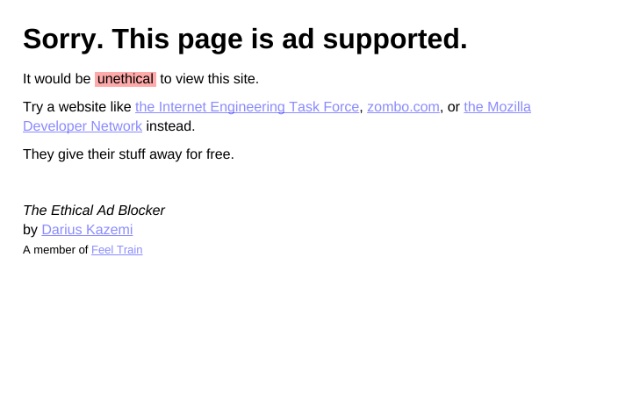 Sorry. This page is ad supported.
It would be unethical to view this site.
Try a website like the Internet Engineering Task Force, zombo.com, or the Mozilla
Developer Network instead.
They give their stuff away for free.
The Ethical Ad Blocker
by Darius Kazemi
A member of Feel Train